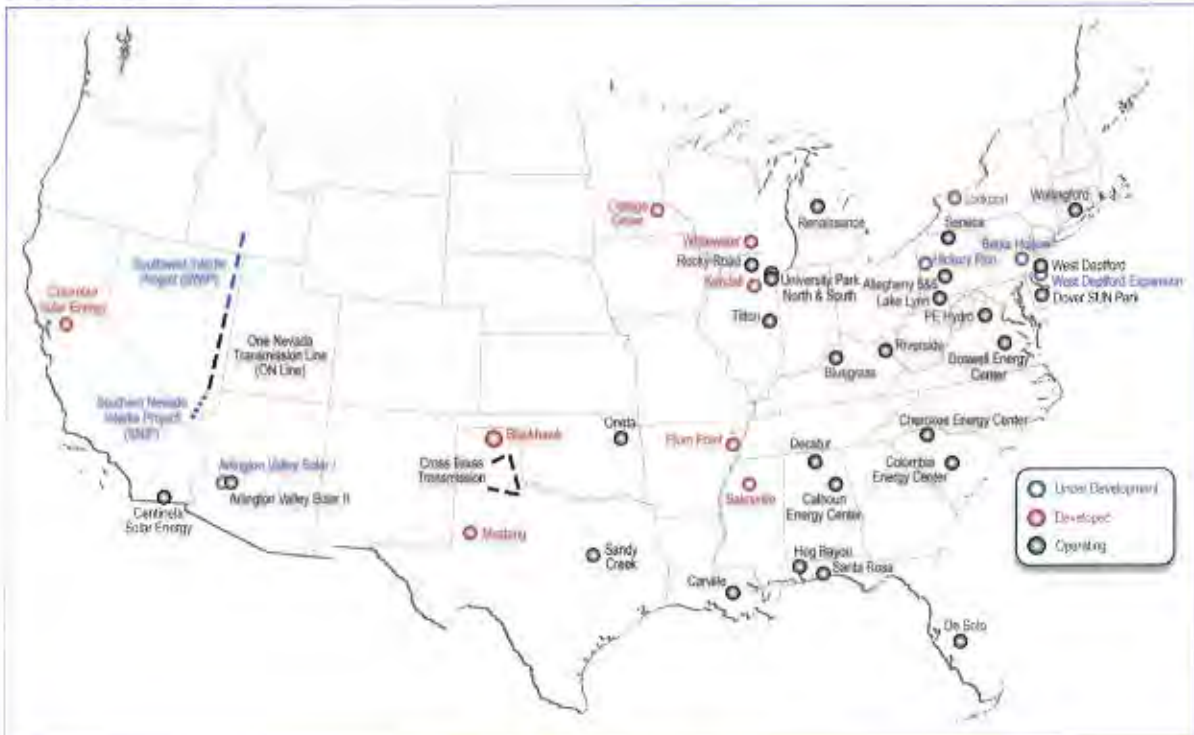 Cottage
Grove
Renaissance
Lockport
Wallingford
Seneca
Whitewater
Rocky Road
Kendall
University Park
North & South
Hickory Run
Berks Hollow
West Deptford
West Deptford Expansion
Dover SUN Park
Allegheny 5&6
Lake Lynn
PE Hydro
Southwest Intertie
Project (SWIP)
Columbia
Solar Energy
One Nevada
Transmission Line
(ON Line)
Tilton
Riverside
Bluegrass
Doswell Energy
Center
Southern Nevada
Intertie Project
(SNIP)
Blackhawk
Oneta
Plum Point
Cherokee Energy Center
Cross Texas
Transmission
Decatur
Columbia
Energy Center
Arlington Valley Solar I
Arlington Valley Solar II
Centinela
Solar Energy
Batesville
Calhoun
Energy Center
Mustang
Sandy
Creek
Hog Bayou
Santa Rosa
Carville
De Soto
Under Development
Developed
Operating